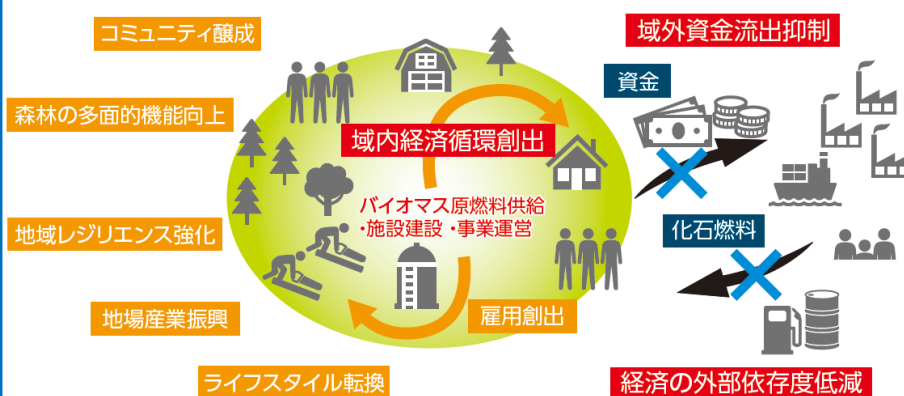 コミュニティ醸成
域外資金流出抑制
資金
森林の多面的機能向上
域内経済循環創出
バイオマス原燃料供給
・施設建設・事業運営
地域レジリエンス強化
化石燃料
地場産業振興
雇用創出
ライフスタイル転換
経済の外部依存度低減